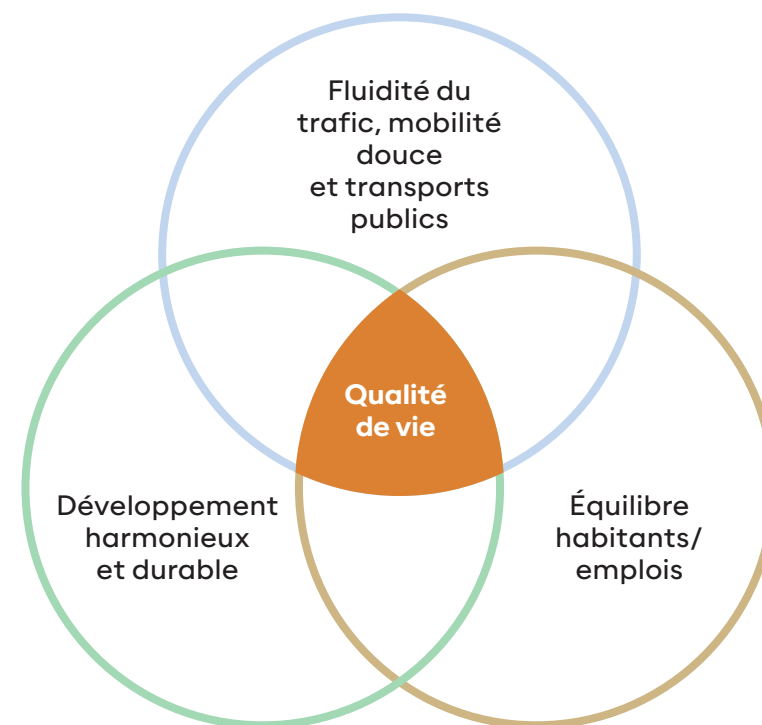 Fluidité du
trafic, mobilité
douce
et transports
publics
Qualité
de vie
Développement
harmonieux
et durable
Équilibre
habitants/
emplois